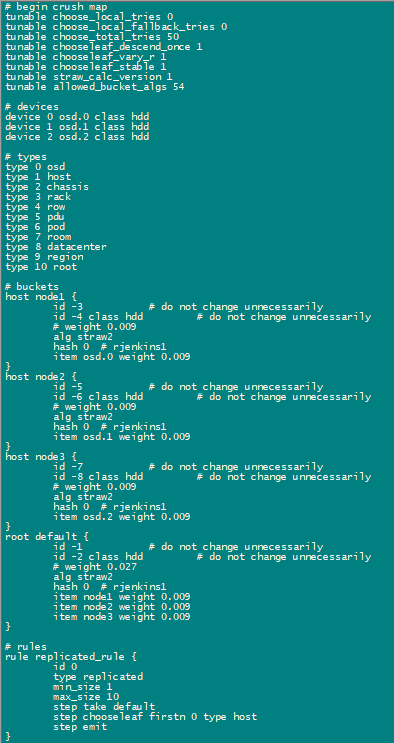 # begin crush map
tunable choose_local_tries 0
tunable choose_local_fallback_tries 0
tunable choose_total_tries 50
tunable chooseleaf_descend_once 1
tunable chooseleaf_vary_r 1
tunable chooseleaf_stable 1
tunable straw_calc_version 1
tunable allowed_bucket_algs 54

# devices
device 0 osd.0 class hdd
device 1 osd.1 class hdd
device 2 osd.2 class hdd

# types
type 0 osd
type 1 host
type 2 chassis
type 3 rack
type 4 row
type 5 pdu
type 6 pod
type 7 room
type 8 datacenter
type 9 region
type 10 root

# buckets
host node1 {
        id -3           # do not change unnecessarily
        id -4 class hdd         # do not change unnecessarily
        # weight 0.009
        alg straw2
        hash 0  # rjenkins1
        item osd.0 weight 0.009
}
host node2 {
        id -5           # do not change unnecessarily
        id -6 class hdd         # do not change unnecessarily
        # weight 0.009
        alg straw2
        hash 0  # rjenkins1
        item osd.1 weight 0.009
}
host node3 {
        id -7           # do not change unnecessarily
        id -8 class hdd         # do not change unnecessarily
        # weight 0.009
        alg straw2
        hash 0  # rjenkins1
        item osd.2 weight 0.009
}
root default {
        id -1           # do not change unnecessarily
        id -2 class hdd         # do not change unnecessarily
        # weight 0.027
        alg straw2
        hash 0  # rjenkins1
        item node1 weight 0.009
        item node2 weight 0.009
        item node3 weight 0.009
}

# rules
rule replicated_rule {
        id 0
        type replicated
        min_size 1
        max_size 10
        step take default
        step chooseleaf firstn 0 type host
        step emit
}